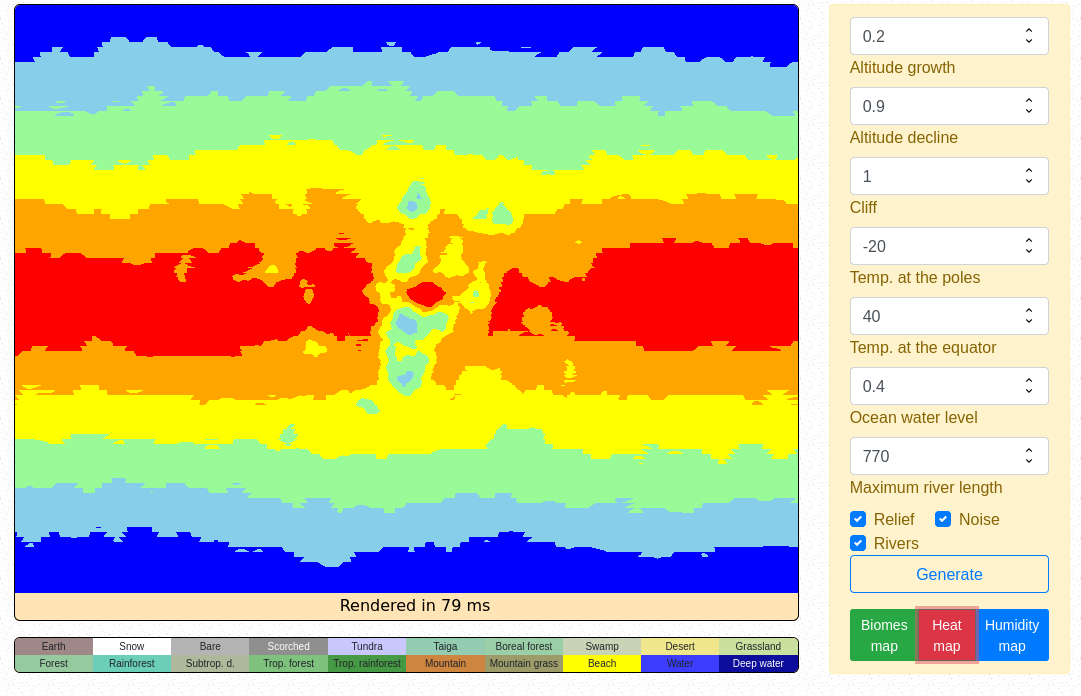 0.2
Altitude growth
0.9
Altitude decline
1
Cliff
-20
Temp. at the poles
40
Temp. at the equator
0.4
Ocean water level
770
Maximum river length
Relief Noise
Rivers
Generate
Biomes map Heat map Humidity map
Rendered in 79 ms
Earth Snow Bare Scorched Tundra Taiga Boreal forest Swamp Desert Grassland
Forest Rainforest Subtrop. d. Trop. forest Trop. rainforest Mountain Mountain grass Beach Water Deep water